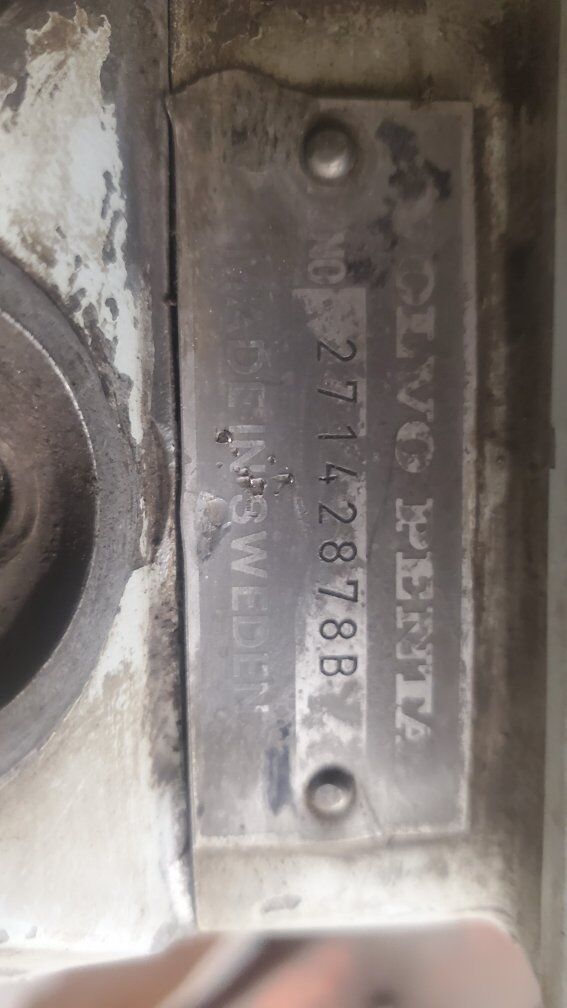 VOLVO PENTA
NO 27142878B
MADE IN SWEDEN